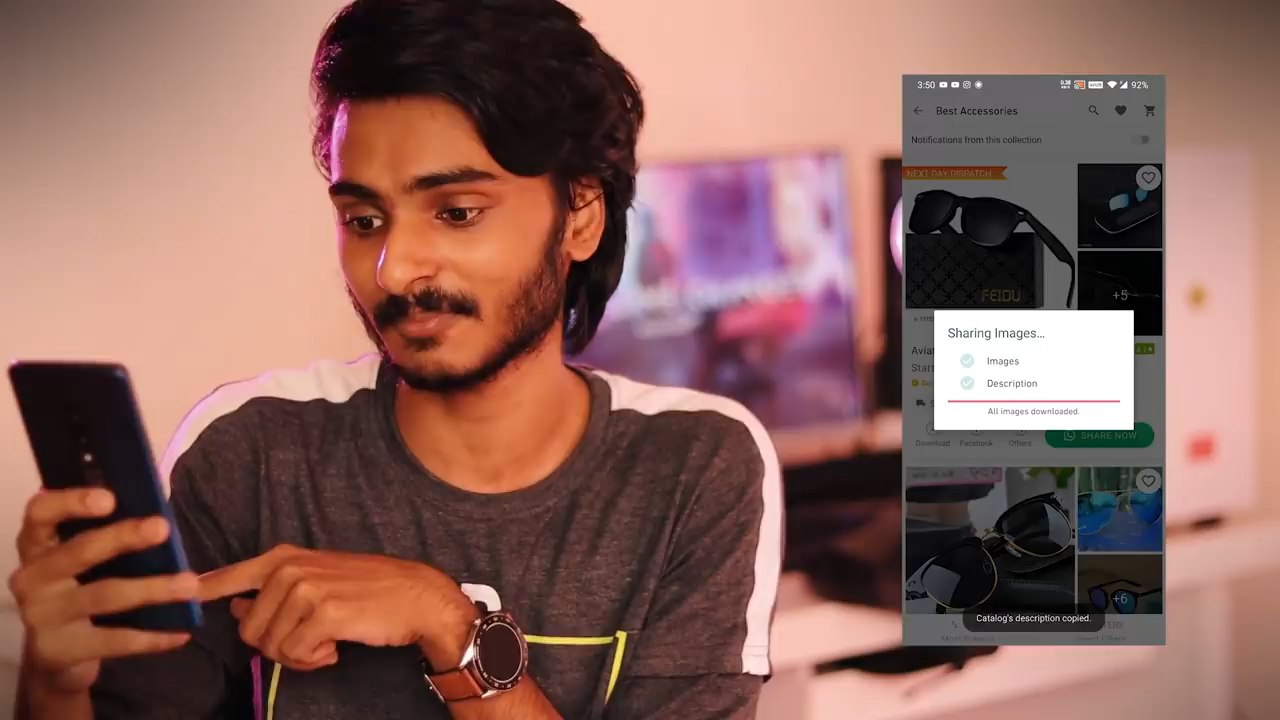 3:50
92%
Best Accessories
Notifications from this collection
NEXT DAY DISPATCH
FEIDU
+5
Sharing Images...
Images
Description
All images downloaded.
Download
Facebook
Others
SHARE NOW
+6
Catalog's description copied.